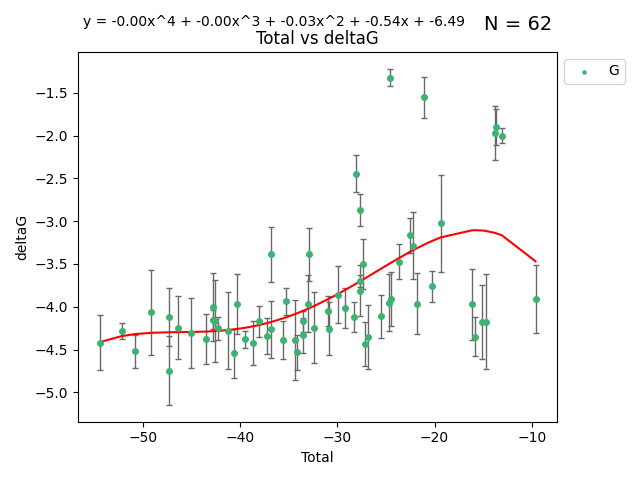 y = -0.00x^4 + -0.00x^3 + -0.03x^2 + -0.54x + -6.49 N = 62
Total vs deltaG
G
−1.5
−2.0
−2.5
−3.0
−3.5
−4.0
−4.5
−5.0
deltaG
−50 −40 −30 −20 −10
Total